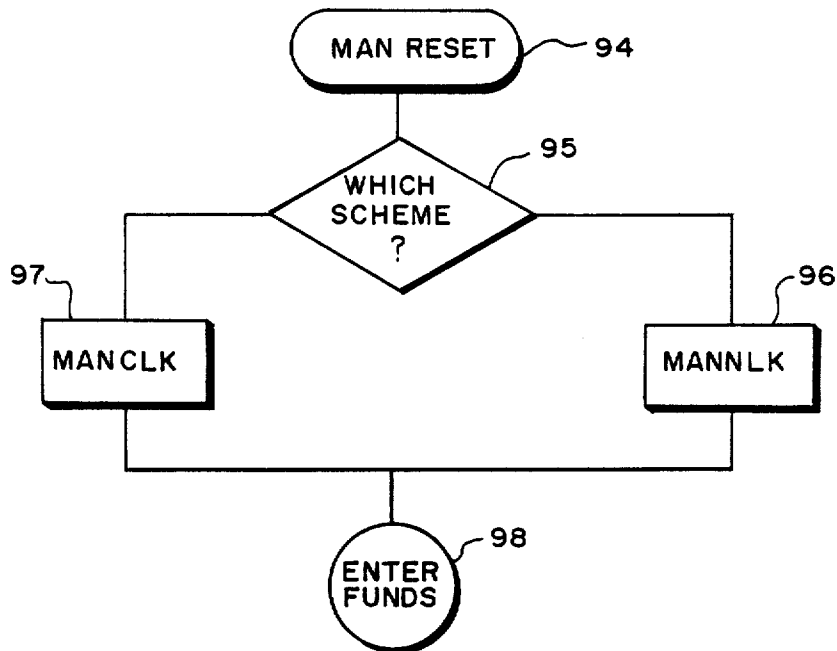 MAN RESET
94
95
WHICH
SCHEME
?
97
96
MANCLK
MANNLK
98
ENTER
FUNDS